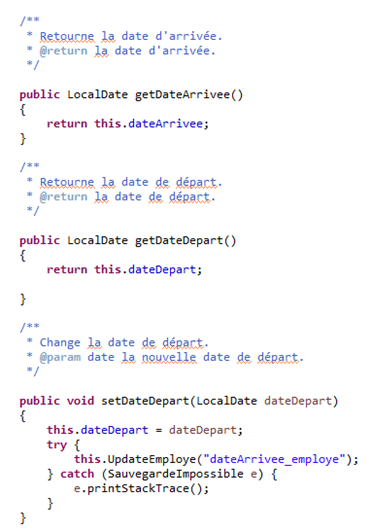 /**
 * Retourne la date d'arrivée.
 * @return la date d'arrivée.
 */
public LocalDate getDateArrivee()
{
    return this.dateArrivee;
}
/**
 * Retourne la date de départ.
 * @return la date de départ.
 */
public LocalDate getDateDepart()
{
    return this.dateDepart;
}
/**
 * Change la date de départ.
 * @param date la nouvelle date de départ.
 */
public void setDateDepart(LocalDate dateDepart)
{
    this.dateDepart = dateDepart;
    try {
        this.UpdateEmploye("dateArrivee_employe");
    } catch (SauvegardeImpossible e) {
        e.printStackTrace();
    }
}